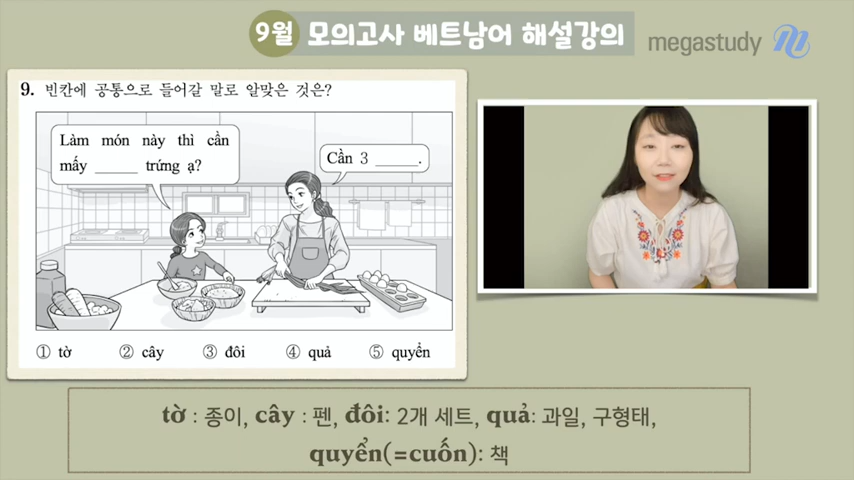 9월 모의고사 베트남어 해설강의
megastudy
9. 빈칸에 공통으로 들어갈 말로 알맞은 것은?
Làm món này thì cần
mấy ______ trứng ạ?
Cần 3 ______.
① tờ ② cây ③ đôi ④ quả ⑤ quyển
tờ : 종이, cây : 펜, đôi: 2개 세트, quả: 과일, 구형태,
quyển(=cuốn): 책